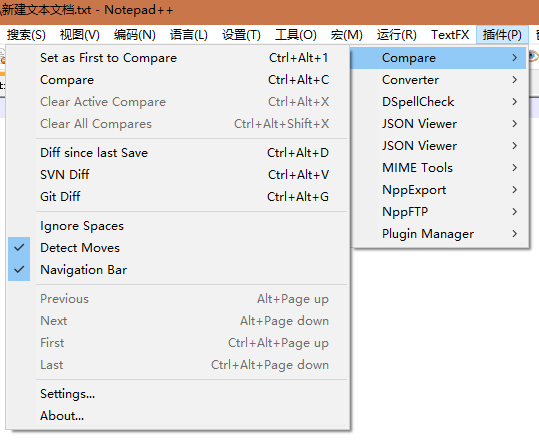 \新建文本文档.txt - Notepad++
搜索(S) 视图(V) 编码(N) 语言(L) 设置(T) 工具(O) 宏(M) 运行(R) TextFX 插件(P)
Set as First to Compare Ctrl+Alt+1
Compare Ctrl+Alt+C
Clear Active Compare Ctrl+Alt+X
Clear All Compares Ctrl+Alt+Shift+X
Diff since last Save Ctrl+Alt+D
SVN Diff Ctrl+Alt+V
Git Diff Ctrl+Alt+G
Ignore Spaces
Detect Moves
Navigation Bar
Previous Alt+Page up
Next Alt+Page down
First Ctrl+Alt+Page up
Last Ctrl+Alt+Page down
Settings...
About...
Compare
Converter
DSpellCheck
JSON Viewer
JSON Viewer
MIME Tools
NppExport
NppFTP
Plugin Manager